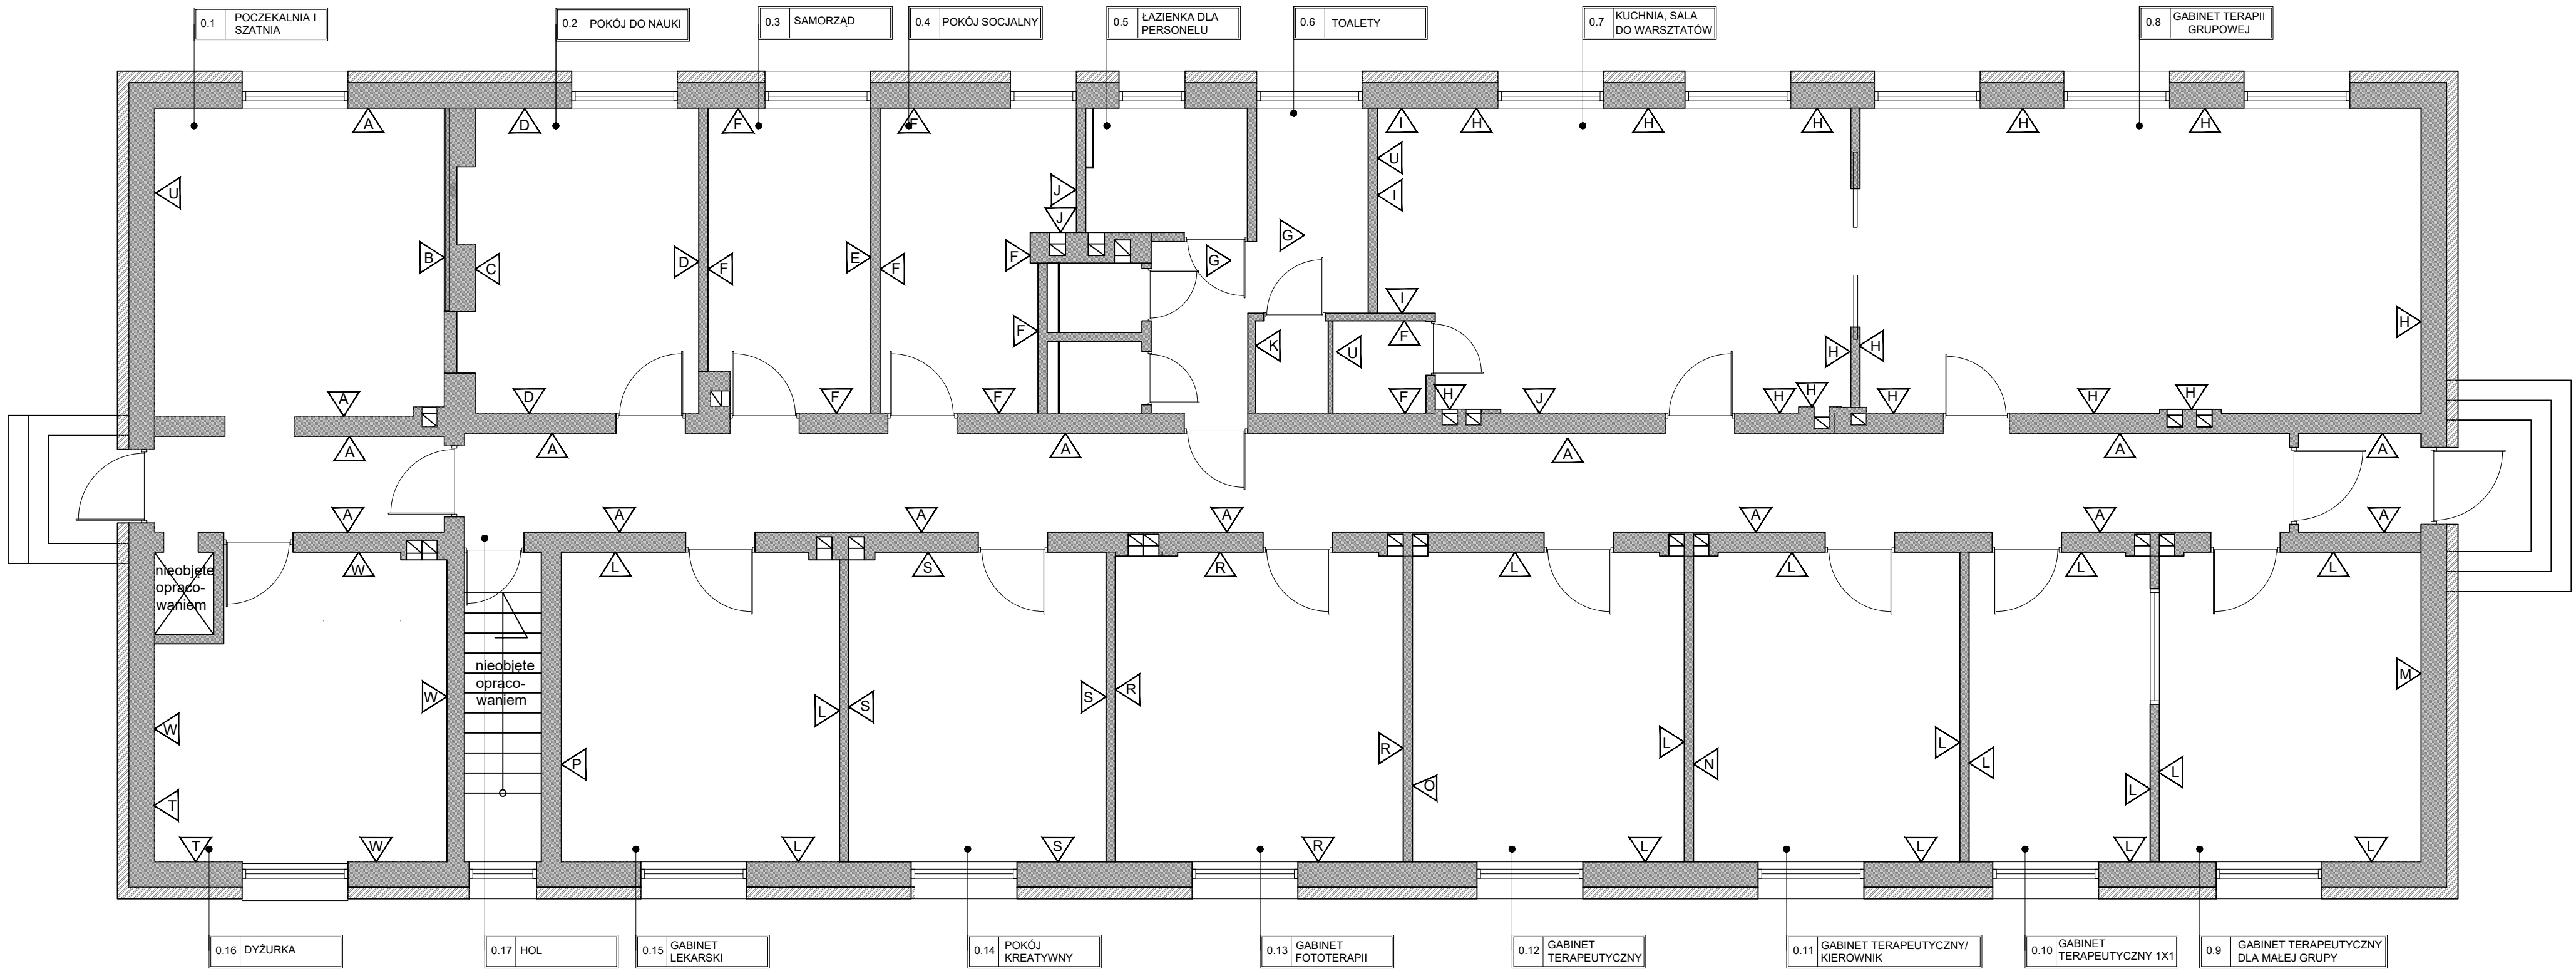 0.1 POCZEKALNIA I
SZATNIA
0.2 POKÓJ DO NAUKI
0.3 SAMORZĄD
0.4 POKÓJ SOCJALNY
0.5 ŁAZIENKA DLA
PERSONELU
0.6 TOALETY
0.7 KUCHNIA, SALA
DO WARSZTATÓW
0.8 GABINET TERAPII
GRUPOWEJ
A D F F I H H H H H
U J U I
J
B C D F E F F G G H
F I F K U H H H
A D F F F H J H H H H H
A A A A A A
A A A A A A A
nieobjęte
opraco-
waniem
W L S R L L L L
nieobjęte
opraco-
waniem
W W P L S S R R O L N L L L L M
T
T W L S R L L L L
0.16 DYŻURKA
0.17 HOL
0.15 GABINET
LEKARSKI
0.14 POKÓJ
KREATYWNY
0.13 GABINET
FOTOTERAPII
0.12 GABINET
TERAPEUTYCZNY
0.11 GABINET TERAPEUTYCZNY/
KIEROWNIK
0.10 GABINET
TERAPEUTYCZNY 1X1
0.9 GABINET TERAPEUTYCZNY
DLA MAŁEJ GRUPY